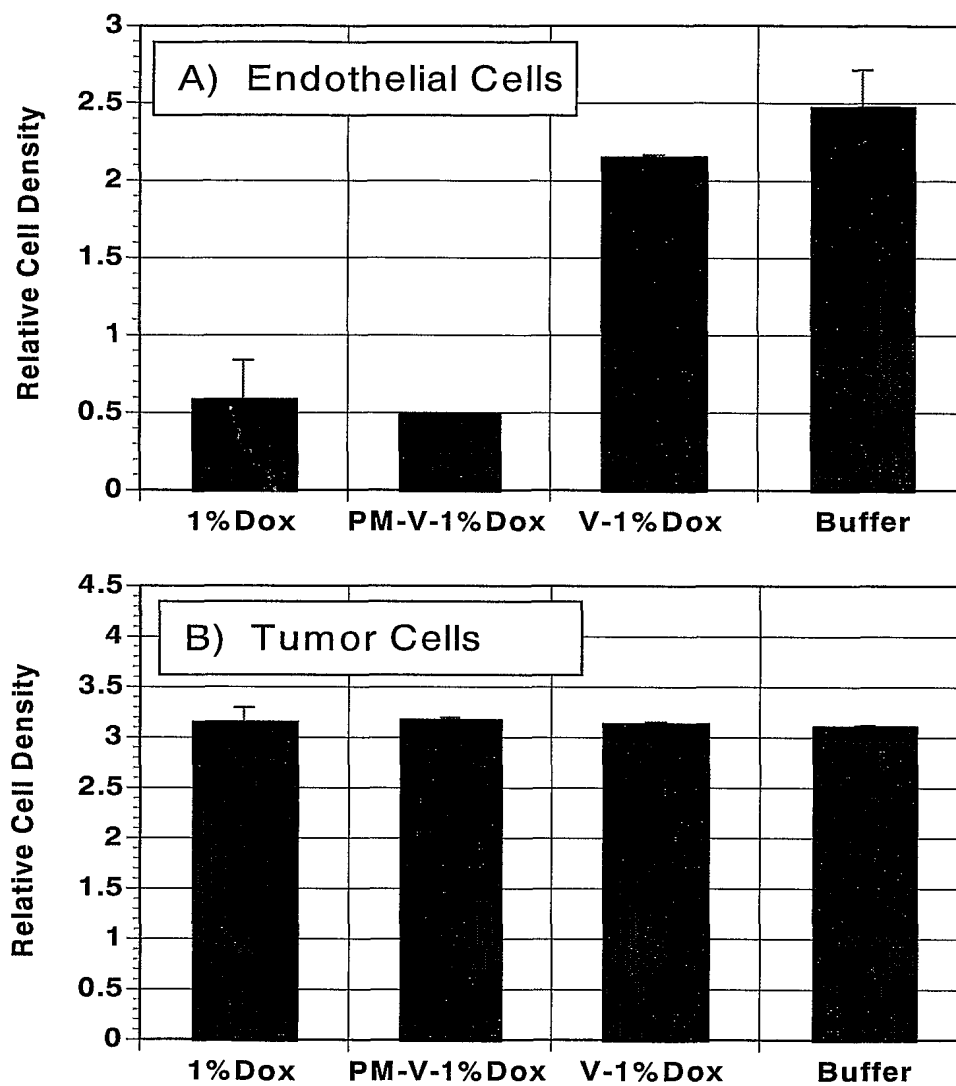 A) Endothelial Cells
Relative Cell Density
3
2.5
2
1.5
1
0.5
0
1%Dox PM-V-1%Dox V-1%Dox Buffer
B) Tumor Cells
Relative Cell Density
4.5
4
3.5
3
2.5
2
1.5
1
0.5
0
1%Dox PM-V-1%Dox V-1%Dox Buffer